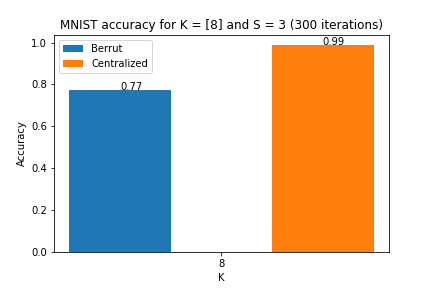 MNIST accuracy for K = [8] and S = 3 (300 iterations)
Berrut
Centralized
0.77
0.99
Accuracy
1.0
0.8
0.6
0.4
0.2
0.0
8
K